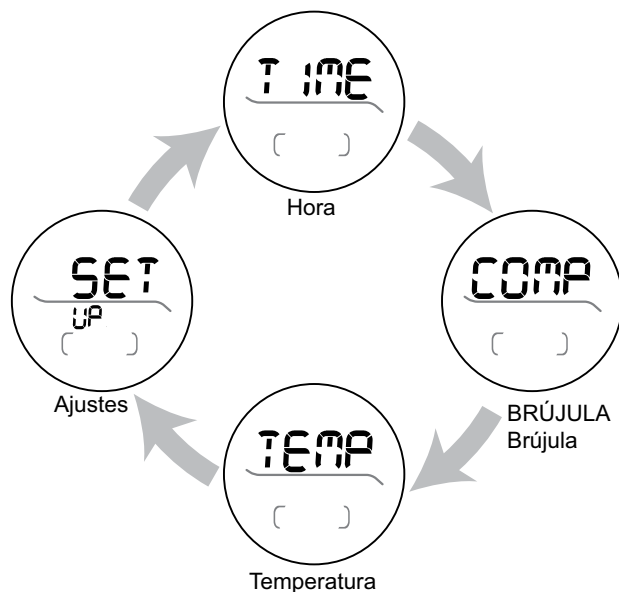 TIME
Hora
SET
UP
Ajustes
COMP
BRÚJULA
Brújula
TEMP
Temperatura